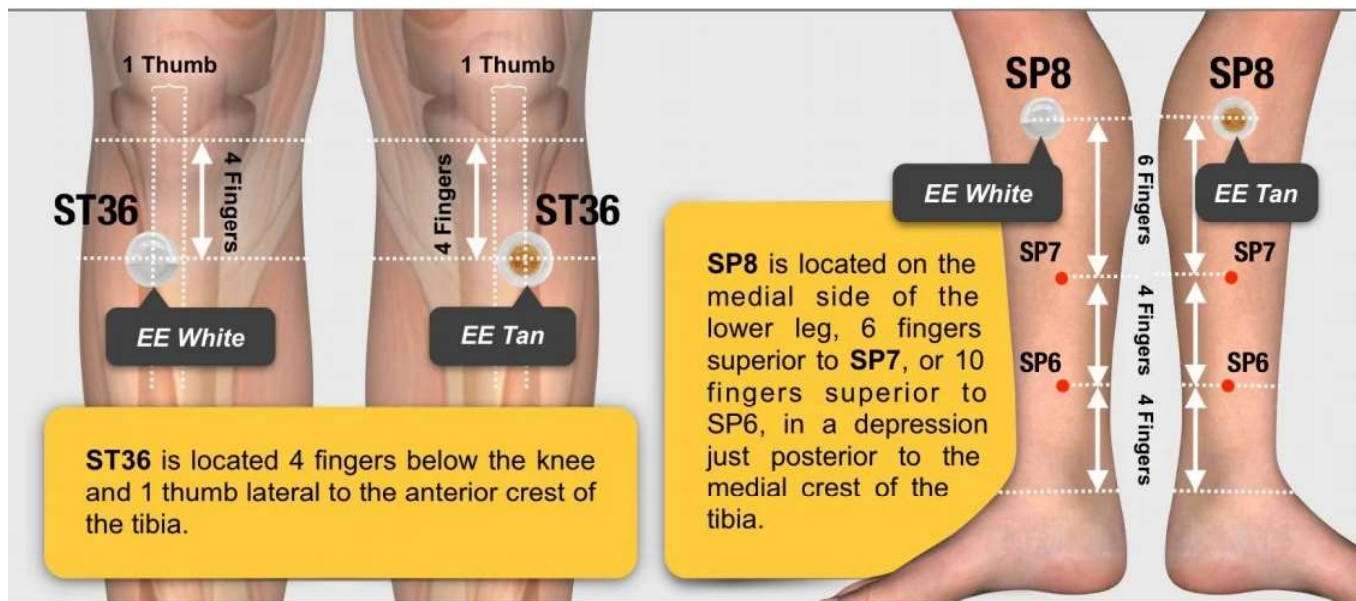 1 Thumb
1 Thumb
4 Fingers
4 Fingers
ST36
ST36
EE White
EE Tan
ST36 is located 4 fingers below the knee
and 1 thumb lateral to the anterior crest of
the tibia.
SP8
SP8
EE White
EE Tan
6 Fingers
SP7
SP7
4 Fingers
SP6
SP6
4 Fingers
SP8 is located on the
medial side of the
lower leg, 6 fingers
superior to SP7, or 10
fingers superior to
SP6, in a depression
just posterior to the
medial crest of the
tibia.